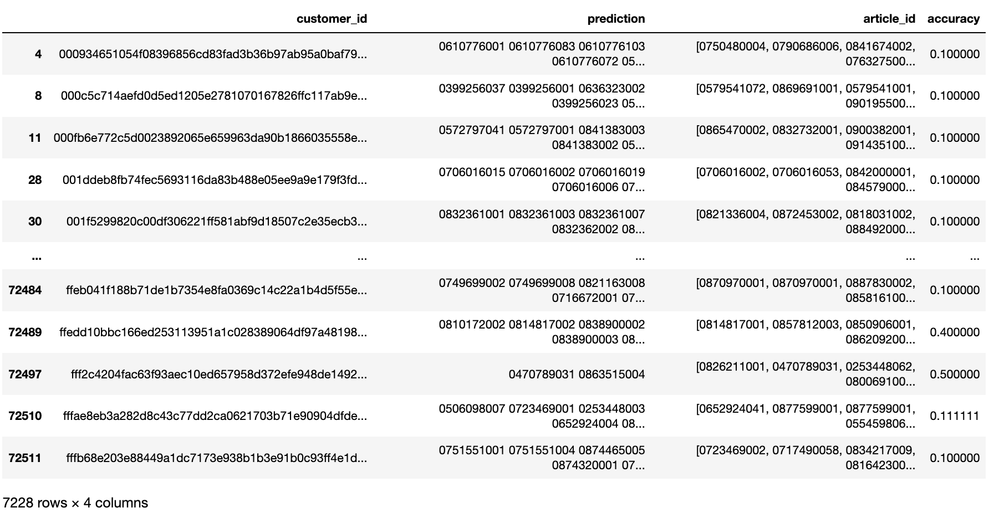 customer_id prediction article_id accuracy
4 000934651054f08396856cd83fad3b36b97ab95a0baf79... 0610776001 0610776083 0610776103 [0750480004, 0790686006, 0841674002, 0.100000
0610776072 05... 076327500...
8 000c5c714aefd0d5ed1205e2781070167826ffc117ab9e... 0399256037 0399256001 0636323002 [0579541072, 0869691001, 0579541001, 0.100000
0399256023 05... 090195500...
11 000fb6e772c5d0023892065e659963da90b1866035558e... 0572797041 0572797001 0841383003 [0865470002, 0832732001, 0900382001, 0.100000
0841383002 05... 091435100...
28 001ddeb8fb74fec5693116da83b488e05ee9a9e179f3fd... 0706016015 0706016002 0706016019 [0706016002, 0706016053, 0842000001, 0.100000
0706016006 07... 084579000...
30 001f5299820c00df306221ff581abf9d18507c2e35ecb3... 0832361001 0832361003 0832361007 [0821336004, 0872453002, 0818031002, 0.100000
0832362002 08... 088492000...
... ... ... ... ...
72484 ffeb041f188b71de1b7354e8fa0369c14c22a1b4d5f55e... 0749699002 0749699008 0821163008 [0870970001, 0870970001, 0887830002, 0.100000
0716672001 07... 085816100...
72489 ffedd10bbc166ed253113951a1c028389064df97a48198... 0810172002 0814817002 0838900002 [0814817001, 0857812003, 0850906001, 0.400000
0838900003 08... 086209200...
72497 fff2c4204fac63f93aec10ed657958d372efe948de1492... 0470789031 0863515004 [0826211001, 0470789031, 0253448062, 0.500000
080069100...
72510 fffae8eb3a282d8c43c77dd2ca0621703b71e90904dfde... 0506098007 0723469001 0253448003 [0652924041, 0877599001, 0877599001, 0.111111
0652924004 08... 055459806...
72511 fffb68e203e88449a1dc7173e938b1b3e91b0c93ff4e1d... 0751551001 0751551004 0874465005 [0723469002, 0717490058, 0834217009, 0.100000
0874320001 07... 081642300...
7228 rows × 4 columns